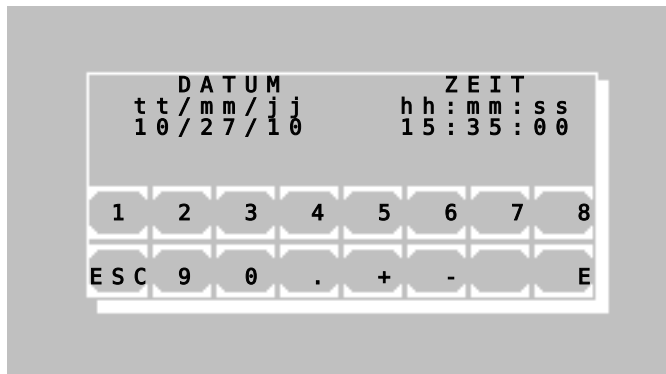 DATUM ZEIT
tt/mm/jj hh:mm:ss
10/27/10 15:35:00
1 2 3 4 5 6 7 8
ESC 9 0 . + - E